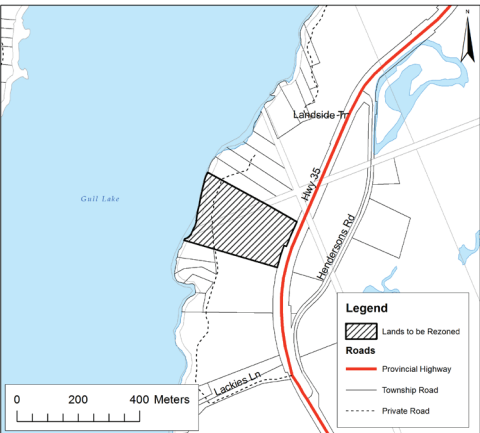 N
Landside Tr
Hwy 35
Gull Lake
Hendersons Rd
Legend
Lands to be Rezoned
Roads
Provincial Highway
Township Road
Private Road
Lackies Ln
0 200 400 Meters